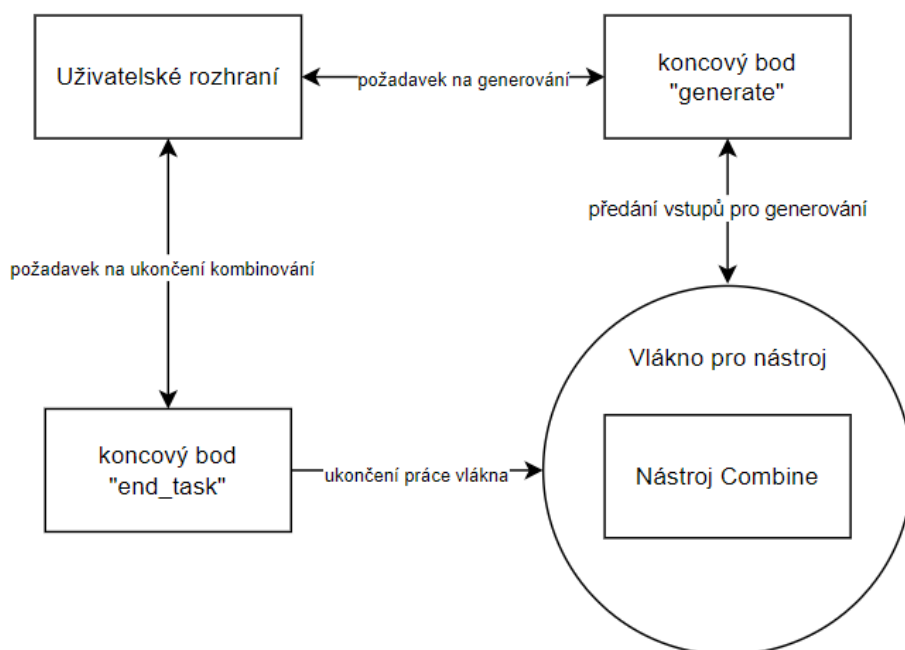 Uživatelské rozhraní
požadavek na generování
koncový bod
"generate"
předání vstupů pro generování
požadavek na ukončení kombinování
Vlákno pro nástroj
koncový bod
"end_task"
ukončení práce vlákna
Nástroj Combine